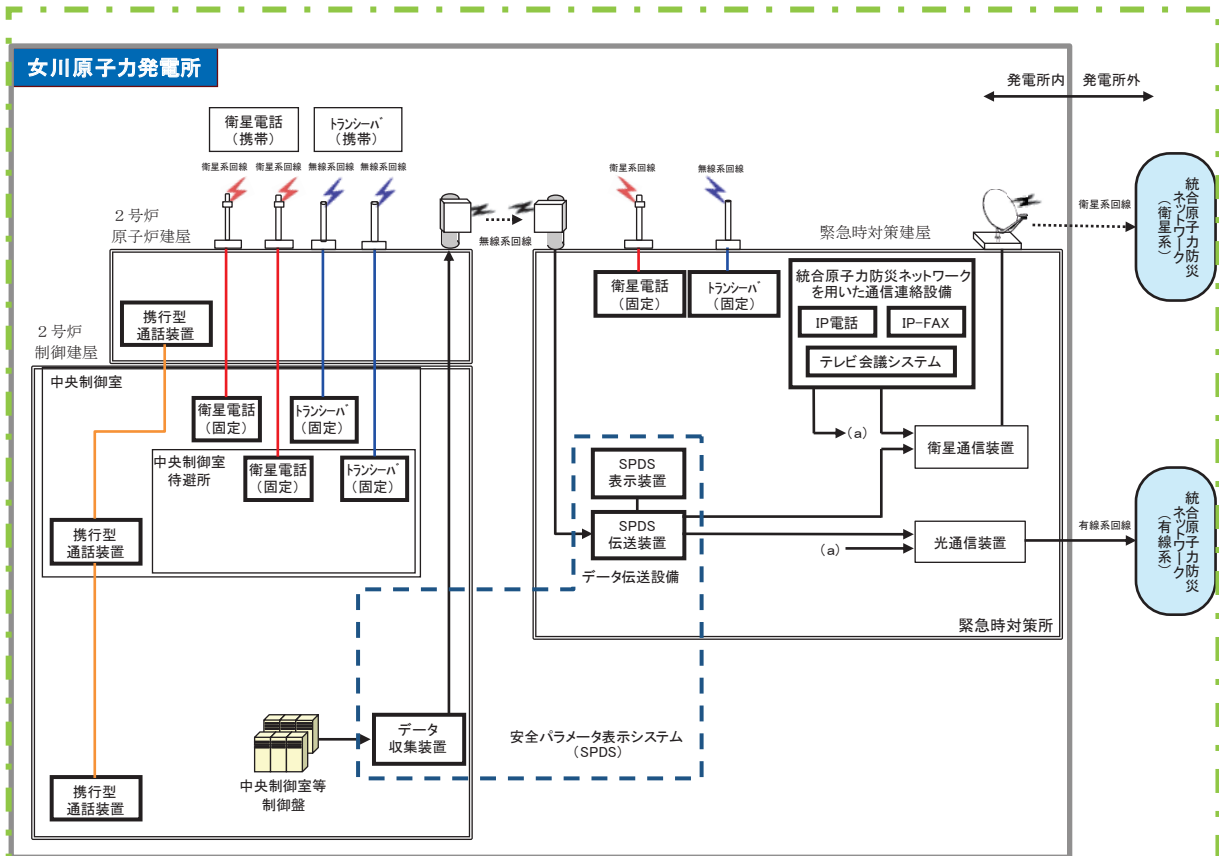 女川原子力発電所
発電所内
発電所外
衛星電話
（携帯）
トランシーバ
（携帯）
衛星系回線
衛星系回線
無線系回線
無線系回線
２号炉
原子炉建屋
無線系回線
衛星系回線
無線系回線
緊急時対策建屋
衛星系回線
統合原子力防災
ネットワーク
（衛星系）
携行型
通話装置
２号炉
制御建屋
中央制御室
衛星電話
（固定）
トランシーバ
（固定）
中央制御室
待避所
衛星電話
（固定）
トランシーバ
（固定）
携行型
通話装置
携行型
通話装置
中央制御室等
制御盤
データ
収集装置
衛星電話
（固定）
トランシーバ
（固定）
統合原子力防災ネットワーク
を用いた通信連絡設備
IP電話
IP-FAX
テレビ会議システム
(a)
衛星通信装置
SPDS
表示装置
SPDS
伝送装置
データ伝送設備
(a)
光通信装置
有線系回線
統合原子力防災
ネットワーク
（有線系）
緊急時対策所
安全パラメータ表示システム
（SPDS）